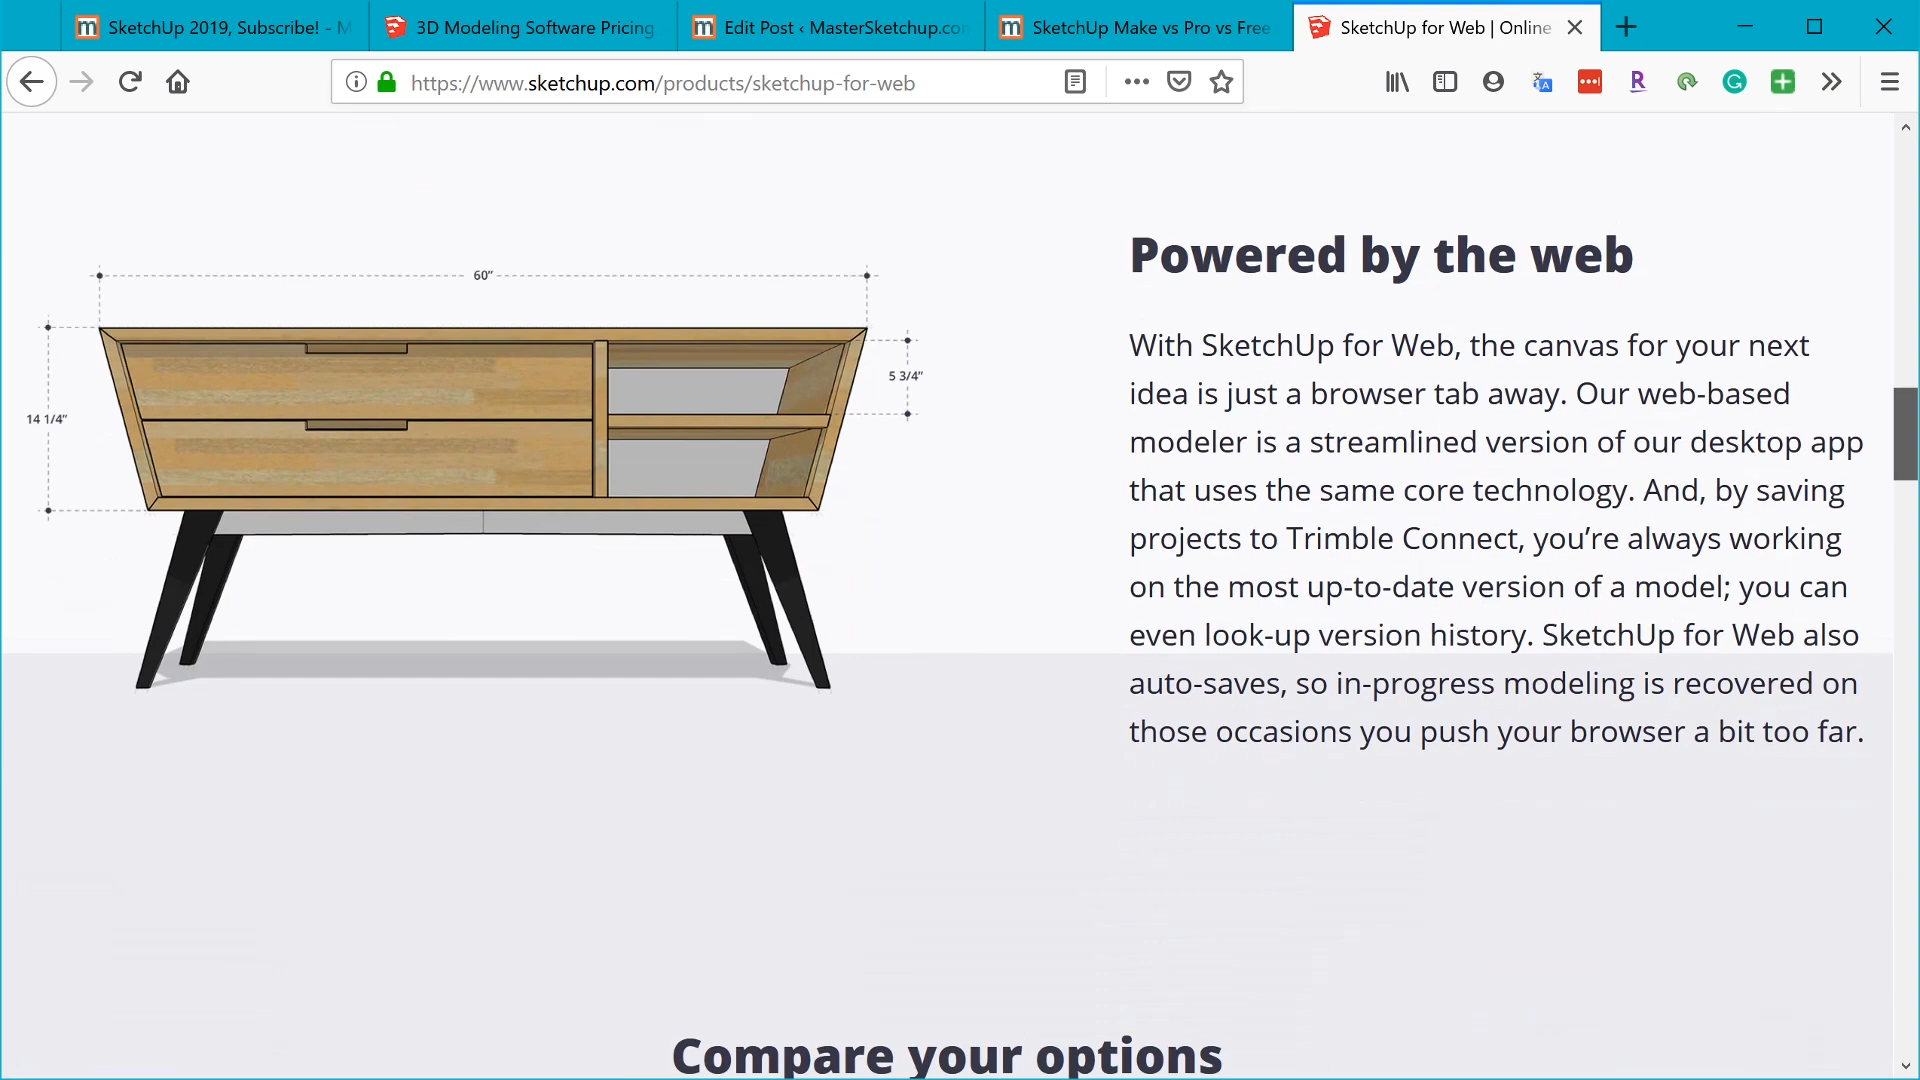 SketchUp 2019, Subscribe! - M
3D Modeling Software Pricing
Edit Post ‹ MasterSketchup.com
SketchUp Make vs Pro vs Free
SketchUp for Web | Online
https://www.sketchup.com/products/sketchup-for-web
60”
14 1/4”
5 3/4”
Powered by the web
With SketchUp for Web, the canvas for your next
idea is just a browser tab away. Our web-based
modeler is a streamlined version of our desktop app
that uses the same core technology. And, by saving
projects to Trimble Connect, you’re always working
on the most up-to-date version of a model; you can
even look-up version history. SketchUp for Web also
auto-saves, so in-progress modeling is recovered on
those occasions you push your browser a bit too far.
Compare your options